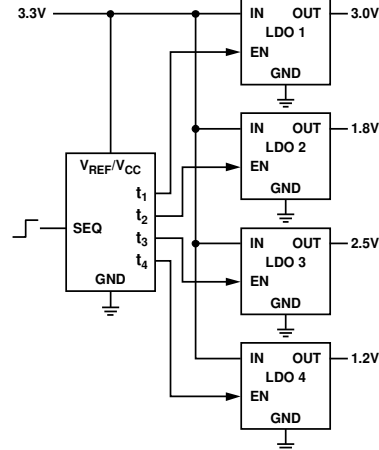 3.3V
IN OUT
3.0V
LDO 1
EN
GND
IN OUT
1.8V
LDO 2
EN
GND
V_REF/V_CC
t1
t2
SEQ
t3
t4
GND
IN OUT
2.5V
LDO 3
EN
GND
IN OUT
1.2V
LDO 4
EN
GND